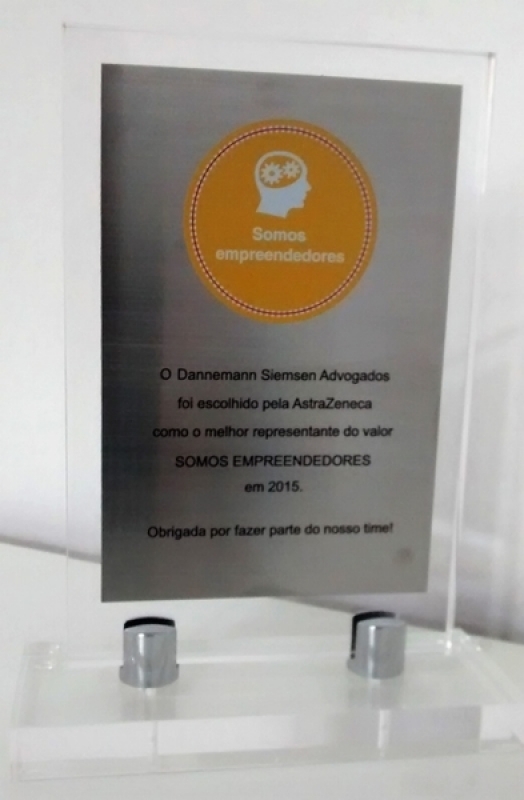 Somos
empreendedores
O Dannemann Siemsen Advogados
foi escolhido pela AstraZeneca
como o melhor representante do valor
SOMOS EMPREENDEDORES
em 2015.
Obrigada por fazer parte do nosso time!